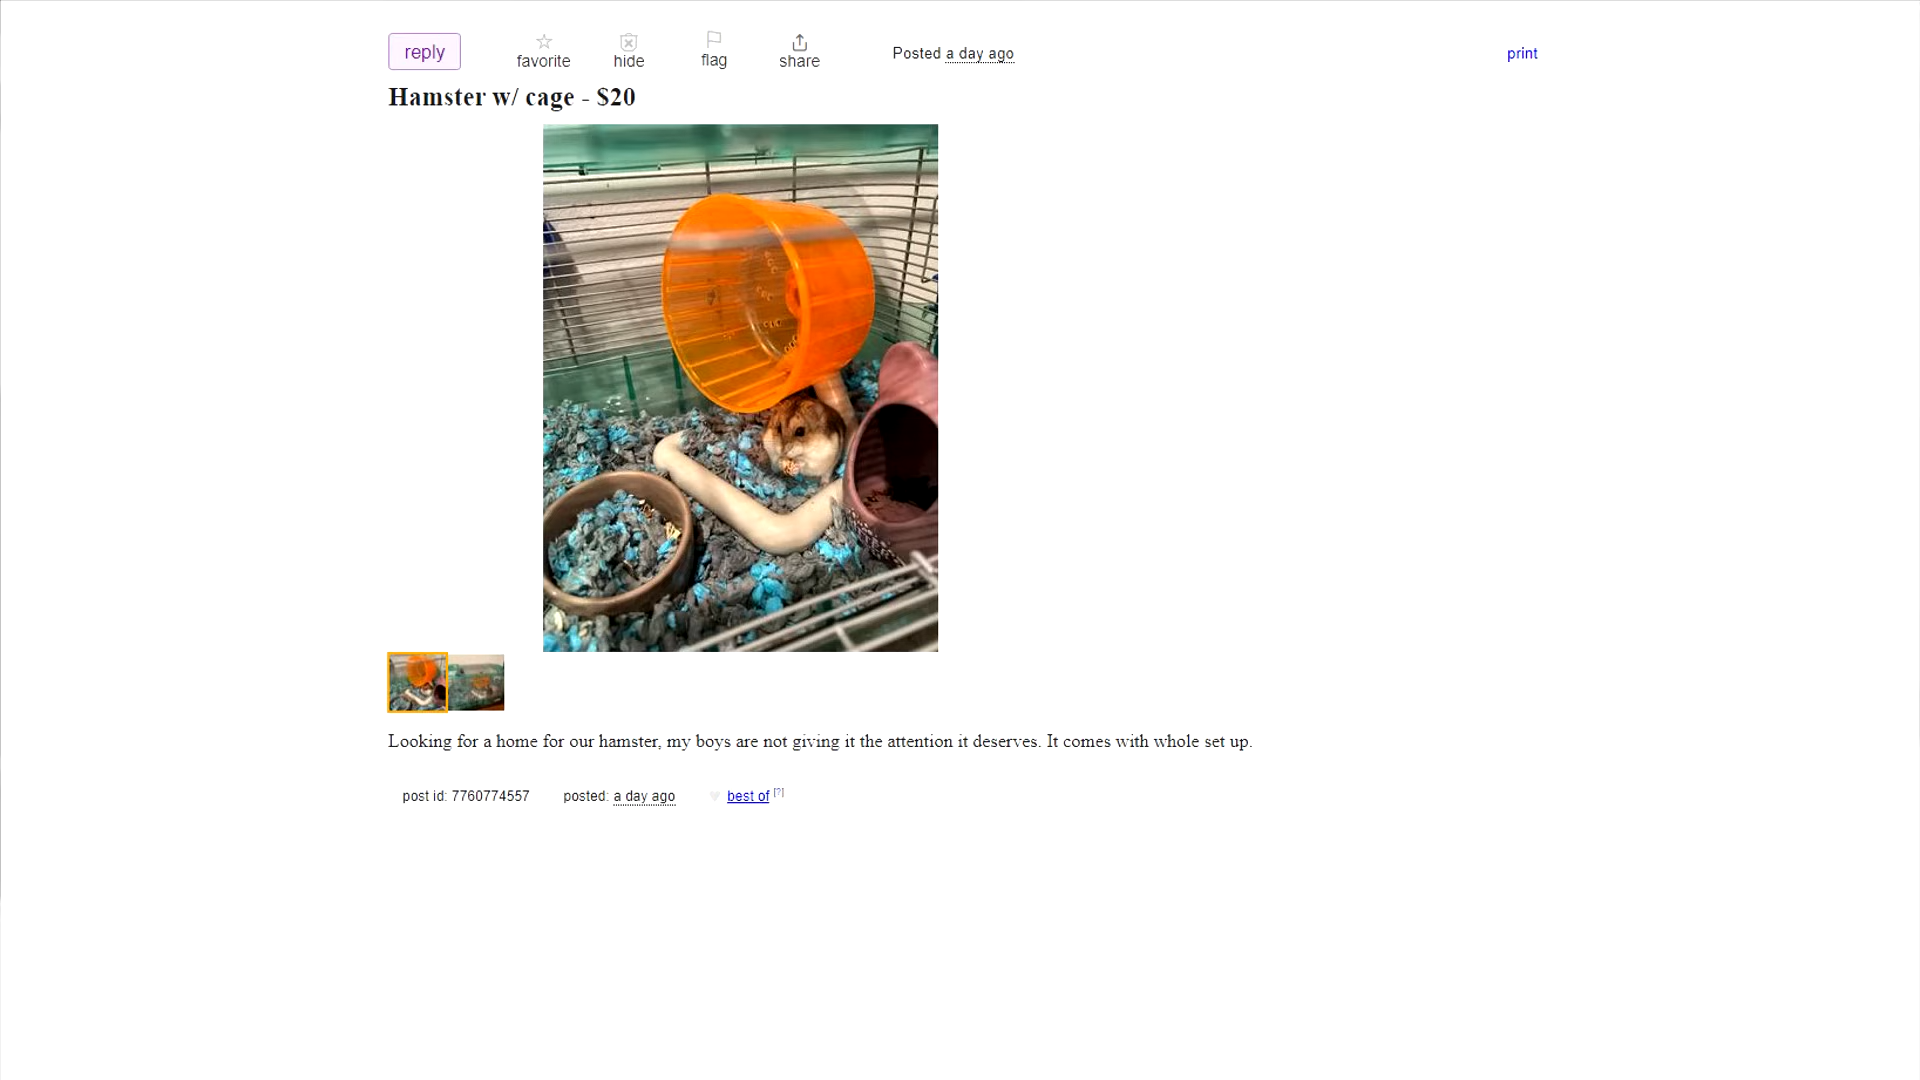 reply
favorite
hide
flag
share
Posted a day ago
print
Hamster w/ cage - $20
Looking for a home for our hamster, my boys are not giving it the attention it deserves. It comes with whole set up.
post id: 7760774557 posted: a day ago ♥ best of [?]